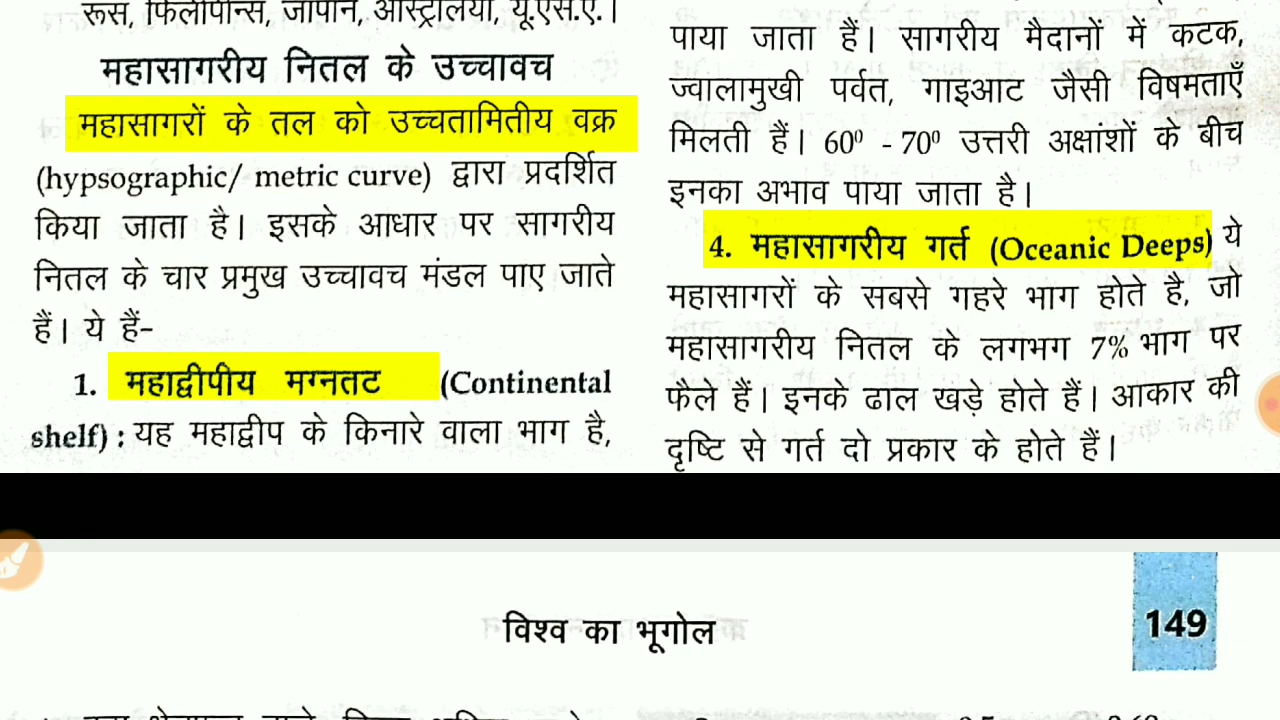 रूस, फिलीपीन्स, जापान, ऑस्ट्रेलिया, यू.एस.ए.।
महासागरीय नितल के उच्चावच
महासागरों के तल को उच्चतामितीय वक्र
(hypsographic/ metric curve) द्वारा प्रदर्शित
किया जाता है। इसके आधार पर सागरीय
नितल के चार प्रमुख उच्चावच मंडल पाए जाते
हैं। ये हैं–
1. महाद्वीपीय मग्नतट (Continental
shelf) : यह महाद्वीप के किनारे वाला भाग है,
पाया जाता हैं। सागरीय मैदानों में कटक,
ज्वालामुखी पर्वत, गाइआट जैसी विषमताएँ
मिलती हैं। 60⁰ - 70⁰ उत्तरी अक्षांशों के बीच
इनका अभाव पाया जाता है।
4. महासागरीय गर्त (Oceanic Deeps) ये
महासागरों के सबसे गहरे भाग होते है, जो
महासागरीय नितल के लगभग 7% भाग पर
फैले हैं। इनके ढाल खड़े होते हैं। आकार की
दृष्टि से गर्त दो प्रकार के होते हैं।
विश्व का भूगोल
149